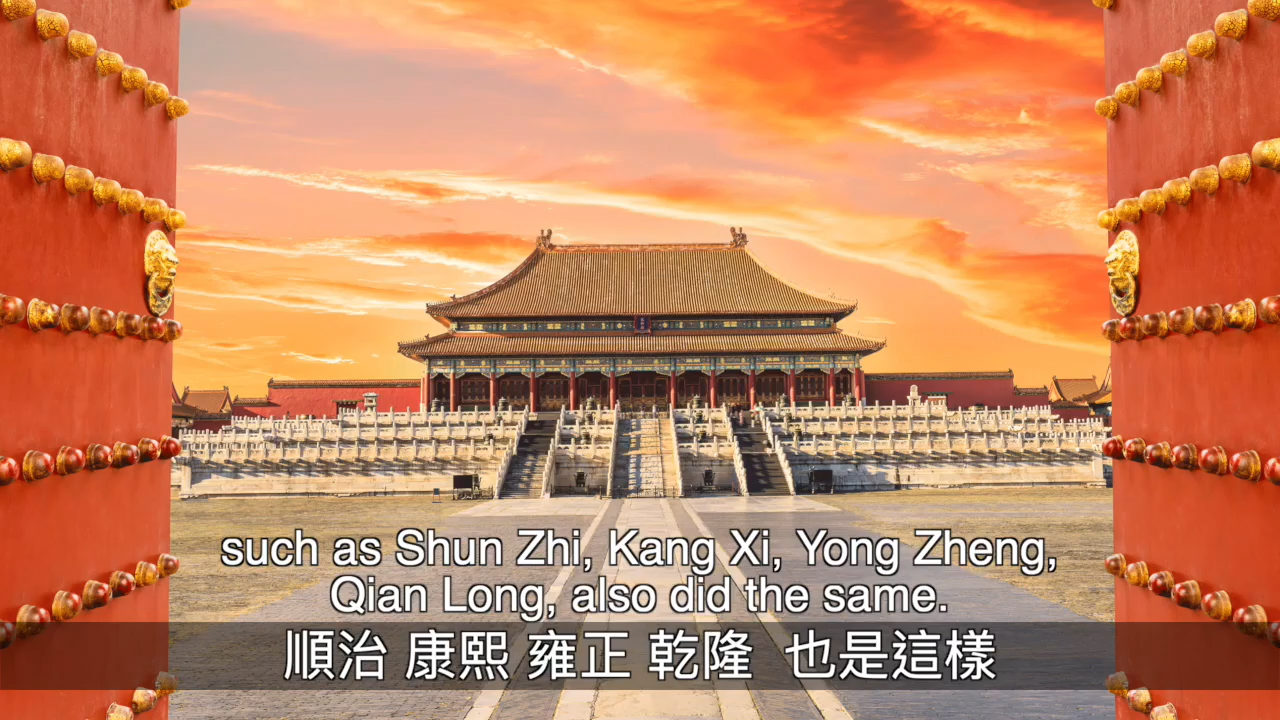 such as Shun Zhi, Kang Xi, Yong Zheng,
Qian Long, also did the same.
順治 康熙 雍正 乾隆 也是這樣